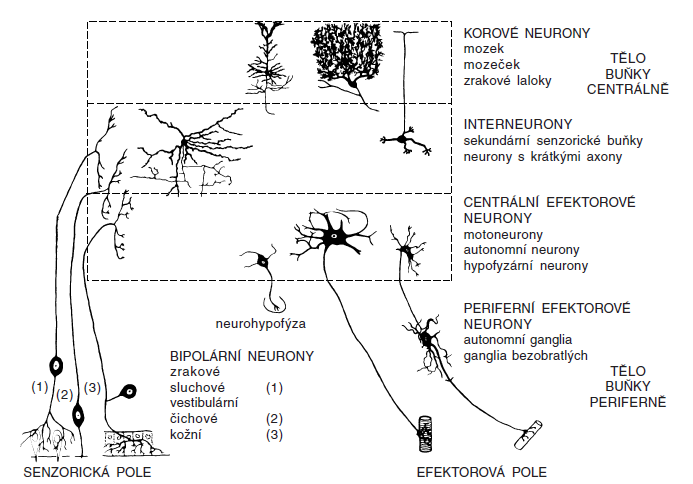 KOROVÉ NEURONY
mozek
mozeček
zrakové laloky
TĚLO
BUŇKY
CENTRÁLNĚ
INTERNEURONY
sekundární senzorické buňky
neurony s krátkými axony
CENTRÁLNÍ EFEKTOROVÉ
NEURONY
motoneurony
autonomní neurony
hypofyzární neurony
neurohypofýza
PERIFERNÍ EFEKTOROVÉ
NEURONY
autonomní ganglia
ganglia bezobratlých
TĚLO
BUŇKY
PERIFERNĚ
BIPOLÁRNÍ NEURONY
zrakové
sluchové (1)
vestibulární
čichové (2)
kožní (3)
(1) (2) (3)
SENZORICKÁ POLE
EFEKTOROVÁ POLE